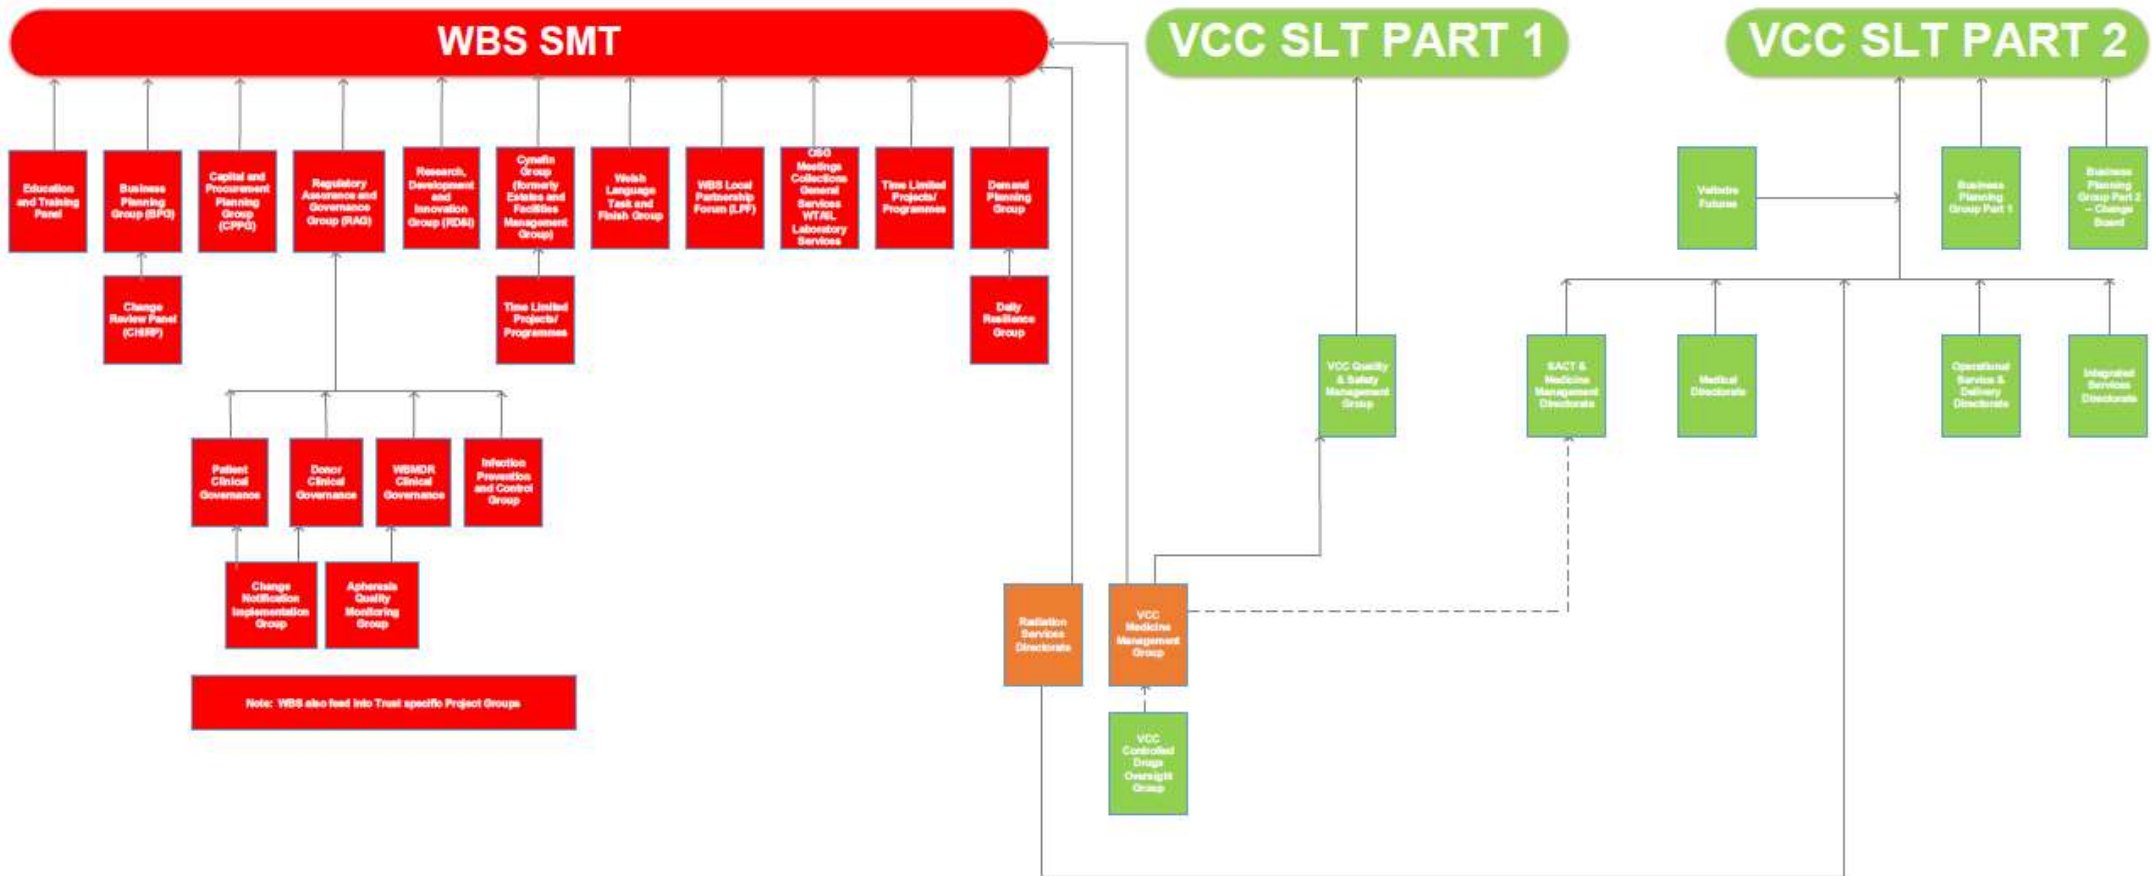 WBS SMT
VCC SLT PART 1
VCC SLT PART 2
Education
and Training
Panel
Business
Planning
Group (BPG)
Capital and
Procurement
Planning
Group
(CPPG)
Regulatory
Assurance and
Governance
Group (RAG)
Research,
Development
and
Innovation
Group (RD&I)
Cynefin
Group
(formerly
Estates and
Facilities
Management
Group)
Welsh
Language
Task and
Finish Group
WBS Local
Partnership
Forum (LPF)
OSG
Meetings
Collections
General
Services
WTAIL
Laboratory
Services
Time Limited
Projects/
Programmes
Demand
Planning
Group
Velindre
Futures
Business
Planning
Group Part 1
Business
Planning
Group Part 2
– Change
Board
Change
Review Panel
(CHIRP)
Time Limited
Projects/
Programmes
Daily
Resilience
Group
VCC Quality
& Safety
Management
Group
SACT &
Medicine
Management
Directorate
Medical
Directorate
Operational
Service &
Delivery
Directorate
Integrated
Services
Directorate
Patient
Clinical
Governance
Donor
Clinical
Governance
WBMDR
Clinical
Governance
Infection
Prevention
and Control
Group
Change
Notification
Implementation
Group
Apheresis
Quality
Monitoring
Group
Radiation
Services
Directorate
VCC
Medicine
Management
Group
Note: WBS also feed into Trust specific Project Groups
VCC
Controlled
Drugs
Oversight
Group